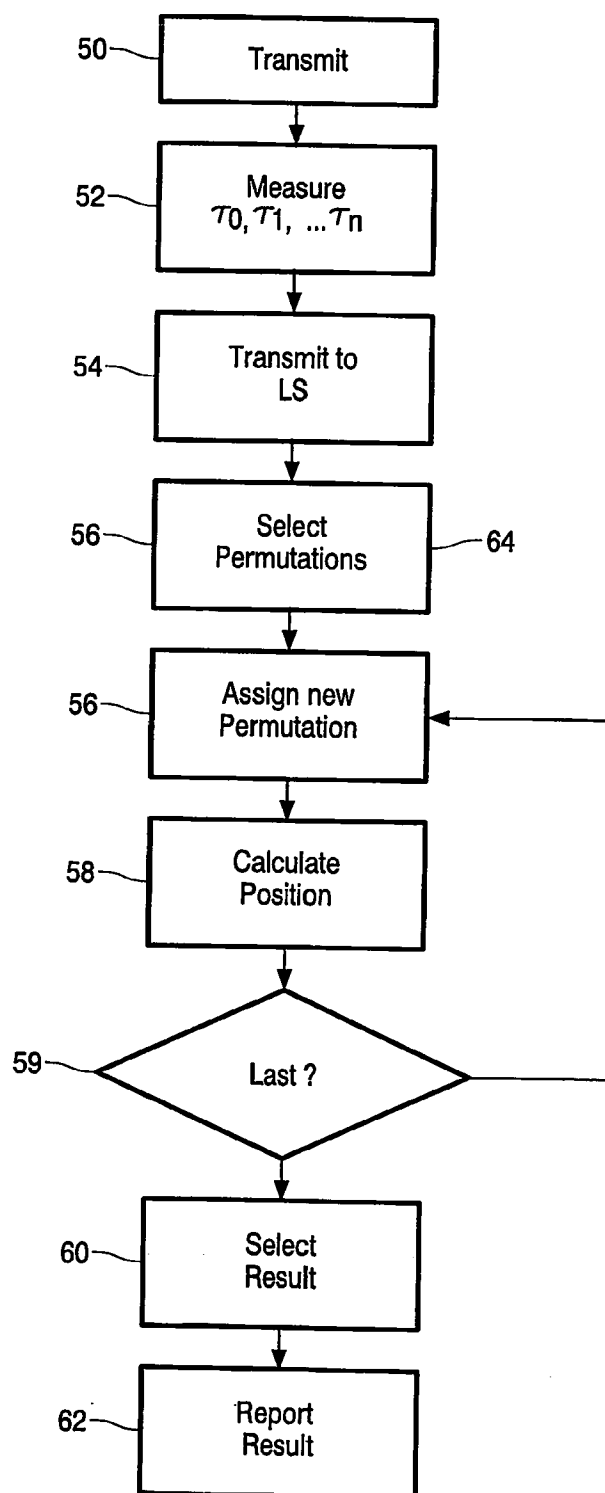 50
Transmit
52
Measure
τ0, τ1, ...τn
54
Transmit to
LS
56
Select
Permutations
64
56
Assign new
Permutation
58
Calculate
Position
59
Last ?
60
Select
Result
62
Report
Result